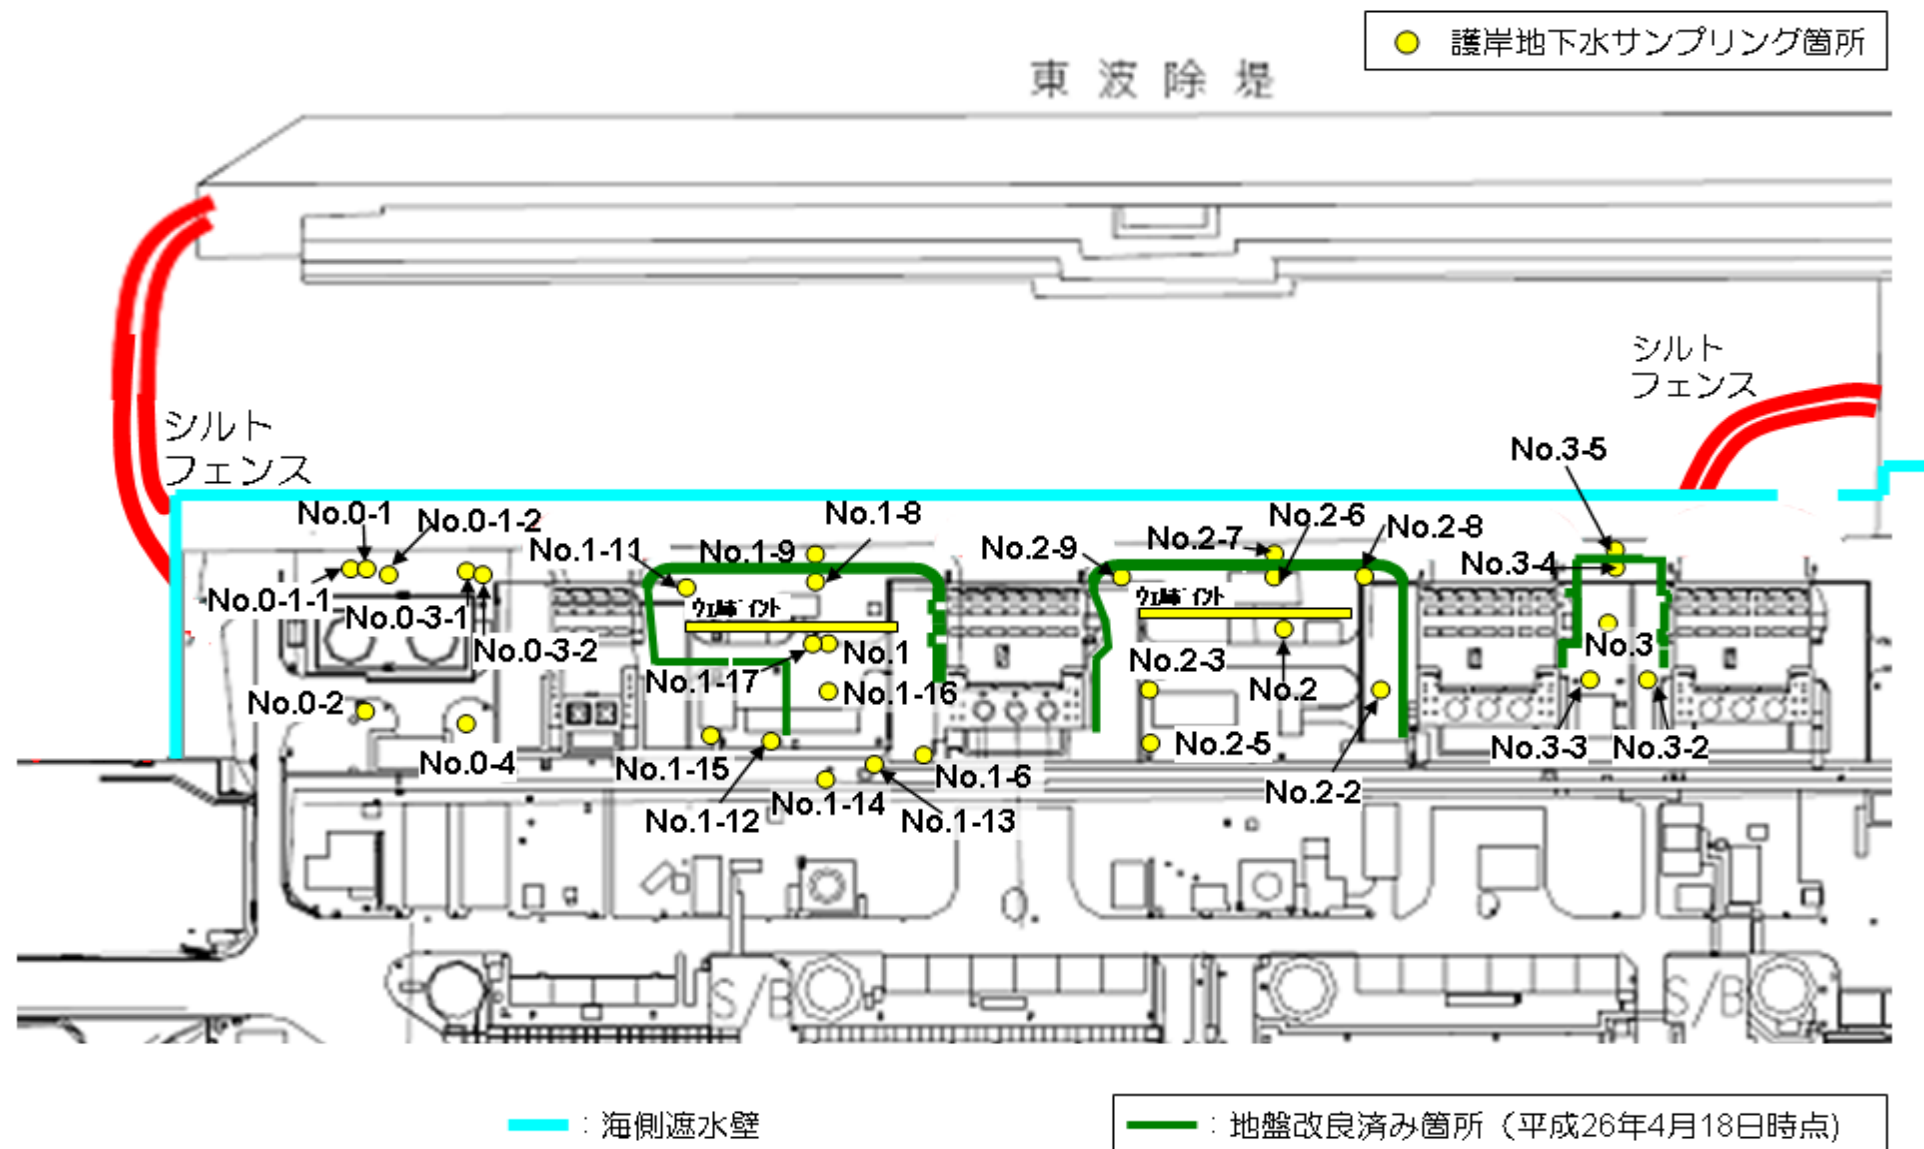 護岸地下水サンプリング箇所
東波除堤
シルト
フェンス
シルト
フェンス
No.3-5
No.0-1
No.0-1-2
No.1-8
No.2-6
No.2-8
No.1-11
No.1-9
No.2-9
No.2-7
No.3-4
No.0-1-1
No.0-3-1
ウェルポイント
ウェルポイント
No.0-3-2
No.1
No.3
No.1-17
No.1-16
No.2-3
No.2
No.0-2
No.0-4
No.1-15
No.1-6
No.2-5
No.3-3
No.3-2
No.1-12
No.1-14
No.1-13
No.2-2
S/B
S/B
:海側遮水壁
:地盤改良済み箇所（平成26年4月18日時点)